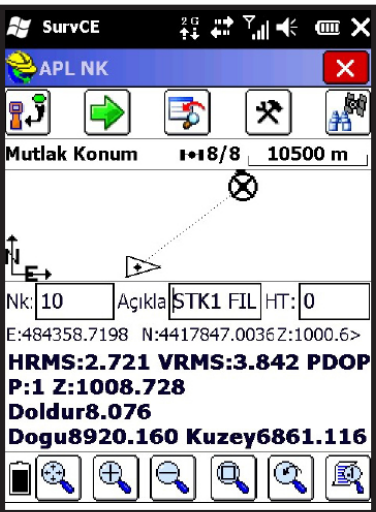 SurvCE 2G
APL NK
Mutlak Konum 8/8 10500 m
N
E
Nk: 10 Açıkla STK1 FIL HT: 0
E:484358.7198 N:4417847.0036 Z:1000.6>
HRMS:2.721 VRMS:3.842 PDOP
P:1 Z:1008.728
Doldur8.076
Dogu8920.160 Kuzey6861.116